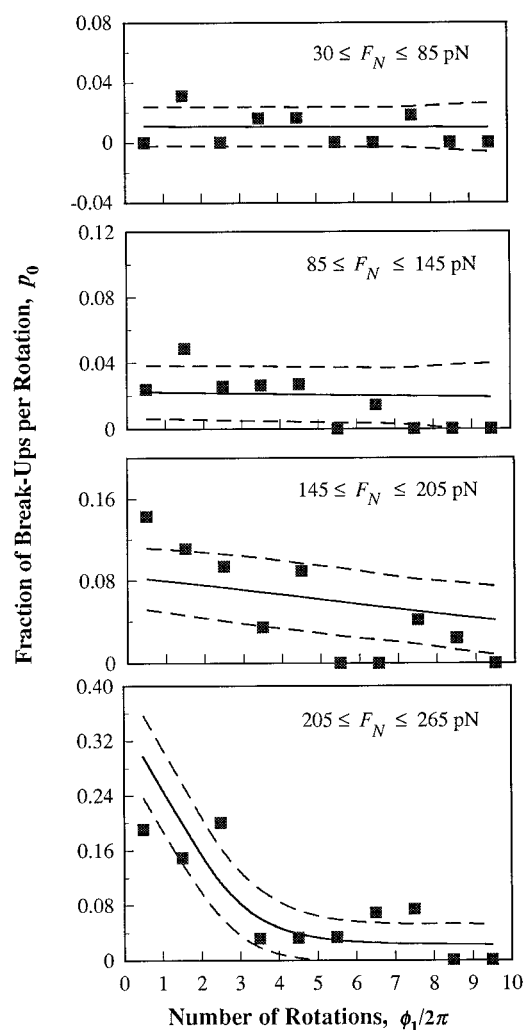 Fraction of Break-Ups per Rotation, p₀
0.08
30 ≤ F_N ≤ 85 pN
0.04
0
-0.04
0.12
85 ≤ F_N ≤ 145 pN
0.08
0.04
0
0.16
145 ≤ F_N ≤ 205 pN
0.08
0
0.40
205 ≤ F_N ≤ 265 pN
0.32
0.24
0.16
0.08
0
0 1 2 3 4 5 6 7 8 9 10
Number of Rotations, ϕ₁/2π